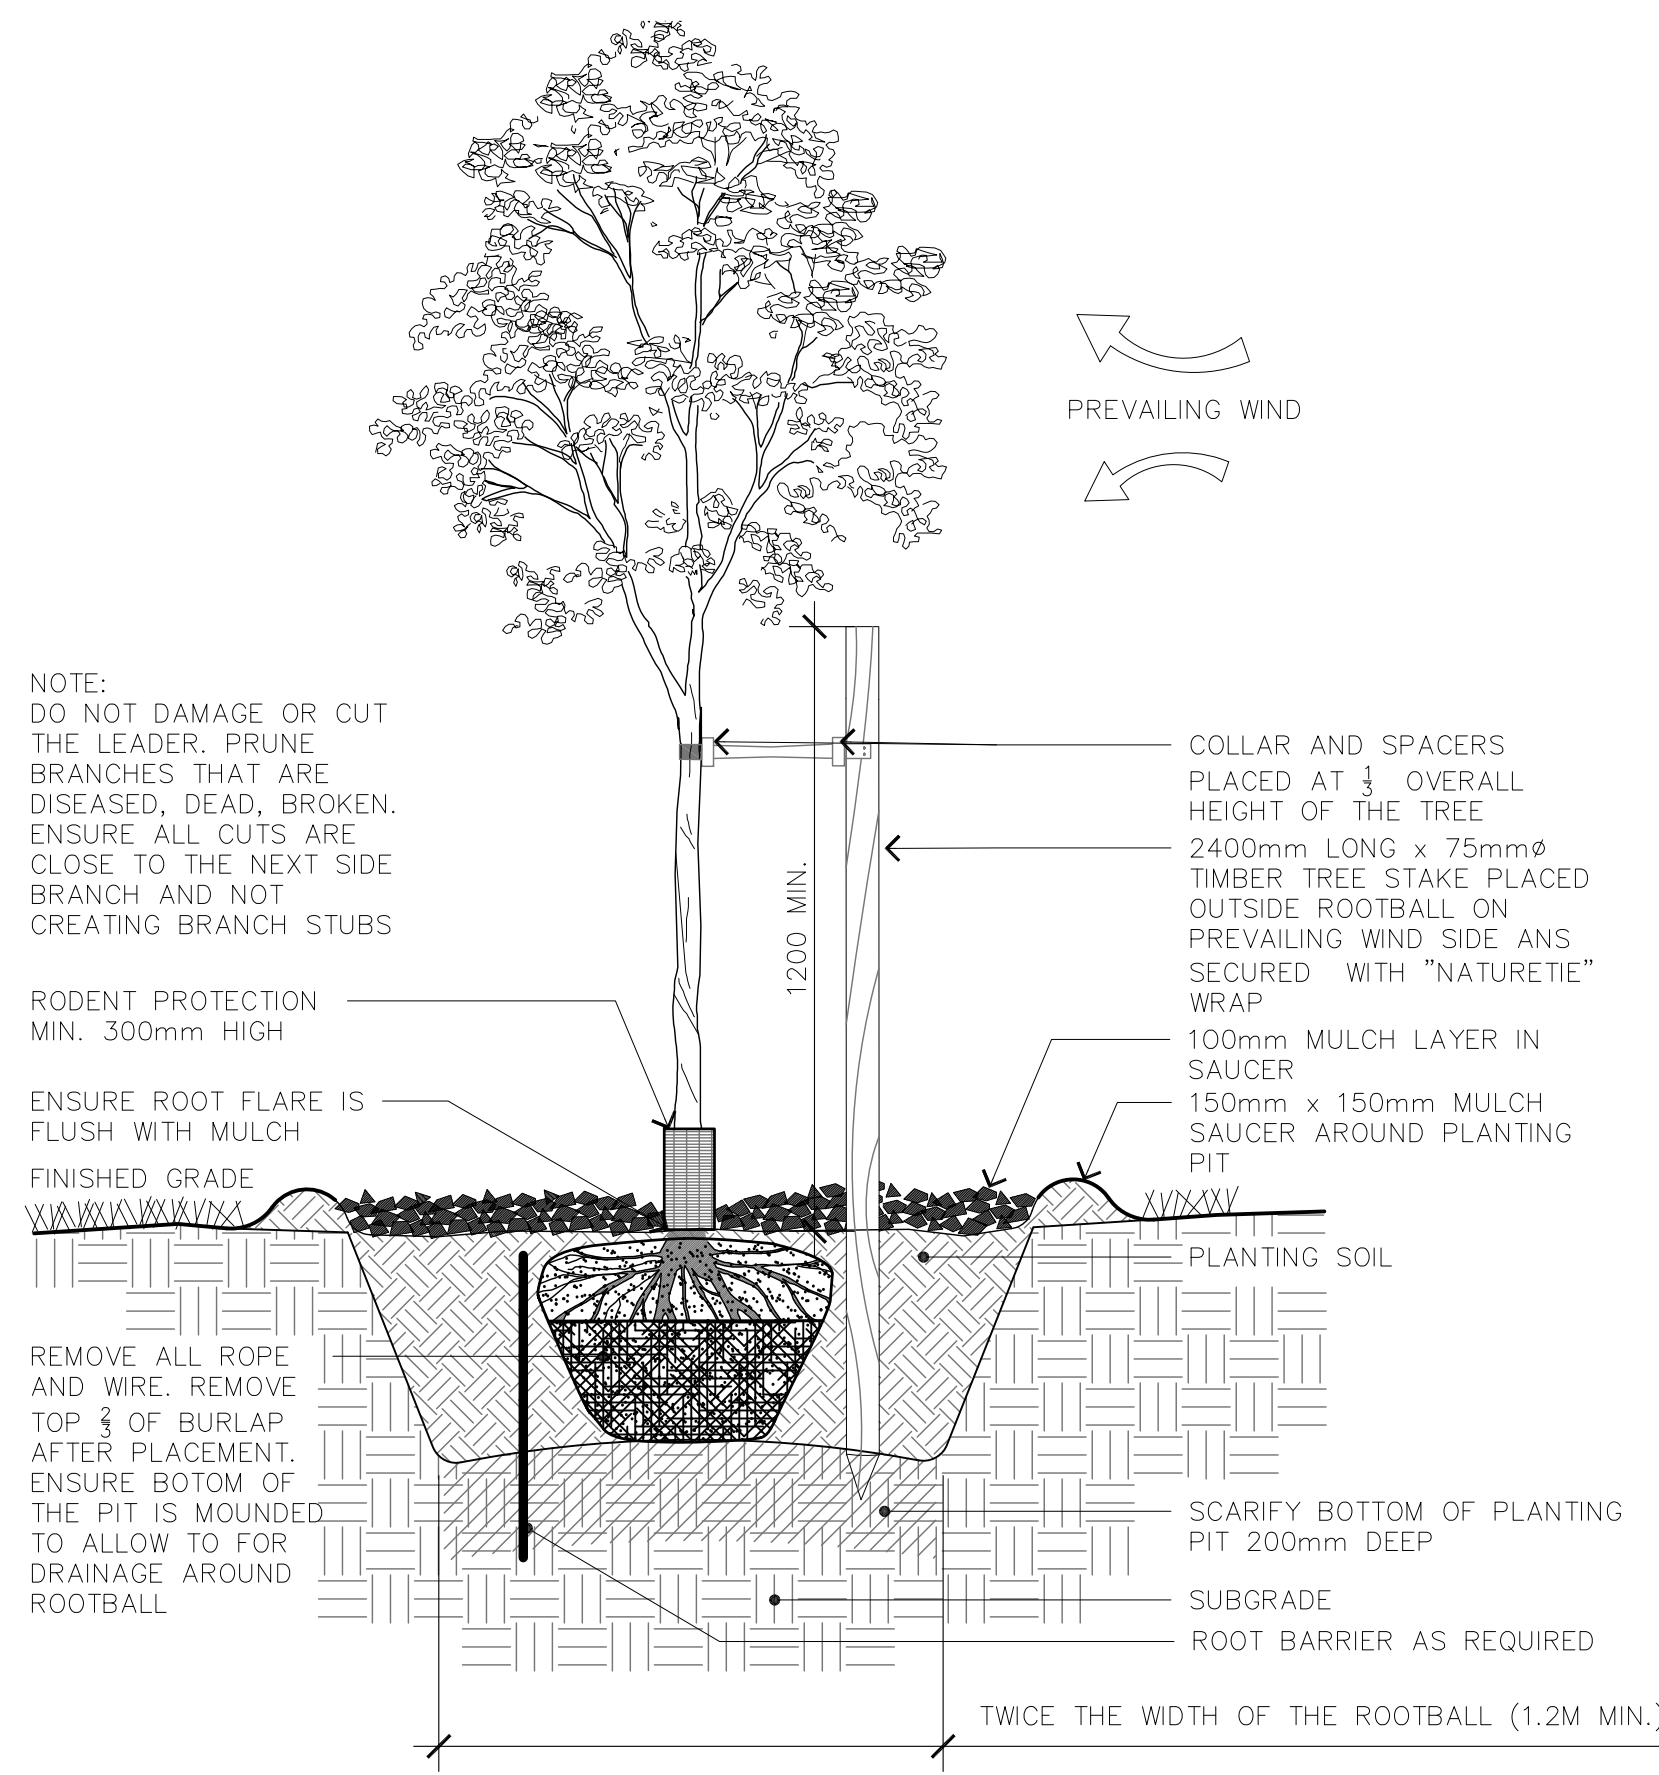 PREVAILING WIND
NOTE:
DO NOT DAMAGE OR CUT
THE LEADER. PRUNE
BRANCHES THAT ARE
DISEASED, DEAD, BROKEN.
ENSURE ALL CUTS ARE
CLOSE TO THE NEXT SIDE
BRANCH AND NOT
CREATING BRANCH STUBS
RODENT PROTECTION
MIN. 300mm HIGH
ENSURE ROOT FLARE IS
FLUSH WITH MULCH
FINISHED GRADE
REMOVE ALL ROPE
AND WIRE. REMOVE
TOP 2/3 OF BURLAP
AFTER PLACEMENT.
ENSURE BOTOM OF
THE PIT IS MOUNDED
TO ALLOW TO FOR
DRAINAGE AROUND
ROOTBALL
1200 MIN.
COLLAR AND SPACERS
PLACED AT 1/3 OVERALL
HEIGHT OF THE TREE
2400mm LONG x 75mmø
TIMBER TREE STAKE PLACED
OUTSIDE ROOTBALL ON
PREVAILING WIND SIDE ANS
SECURED WITH "NATURETIE"
WRAP
100mm MULCH LAYER IN
SAUCER
150mm x 150mm MULCH
SAUCER AROUND PLANTING
PIT
PLANTING SOIL
SCARIFY BOTTOM OF PLANTING
PIT 200mm DEEP
SUBGRADE
ROOT BARRIER AS REQUIRED
TWICE THE WIDTH OF THE ROOTBALL (1.2M MIN.)